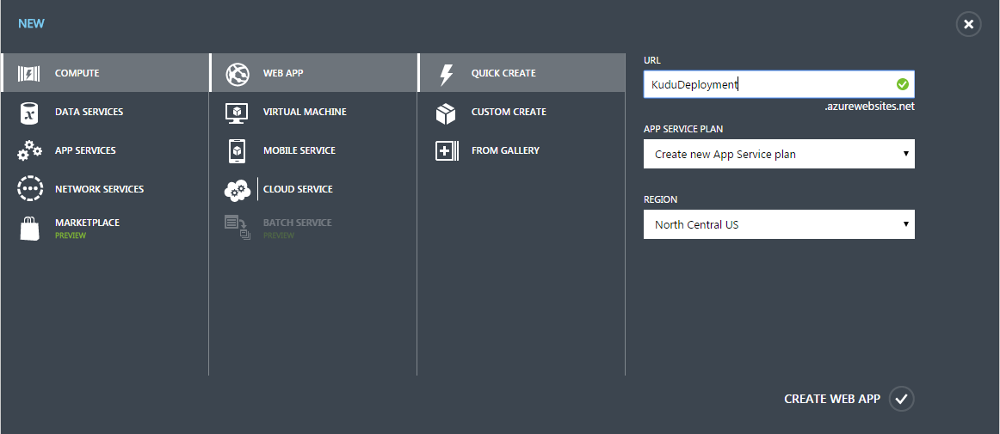 NEW
COMPUTE
DATA SERVICES
APP SERVICES
NETWORK SERVICES
MARKETPLACE
PREVIEW
WEB APP
VIRTUAL MACHINE
MOBILE SERVICE
CLOUD SERVICE
BATCH SERVICE
PREVIEW
QUICK CREATE
CUSTOM CREATE
FROM GALLERY
URL
KuduDeployment
.azurewebsites.net
APP SERVICE PLAN
Create new App Service plan
REGION
North Central US
CREATE WEB APP